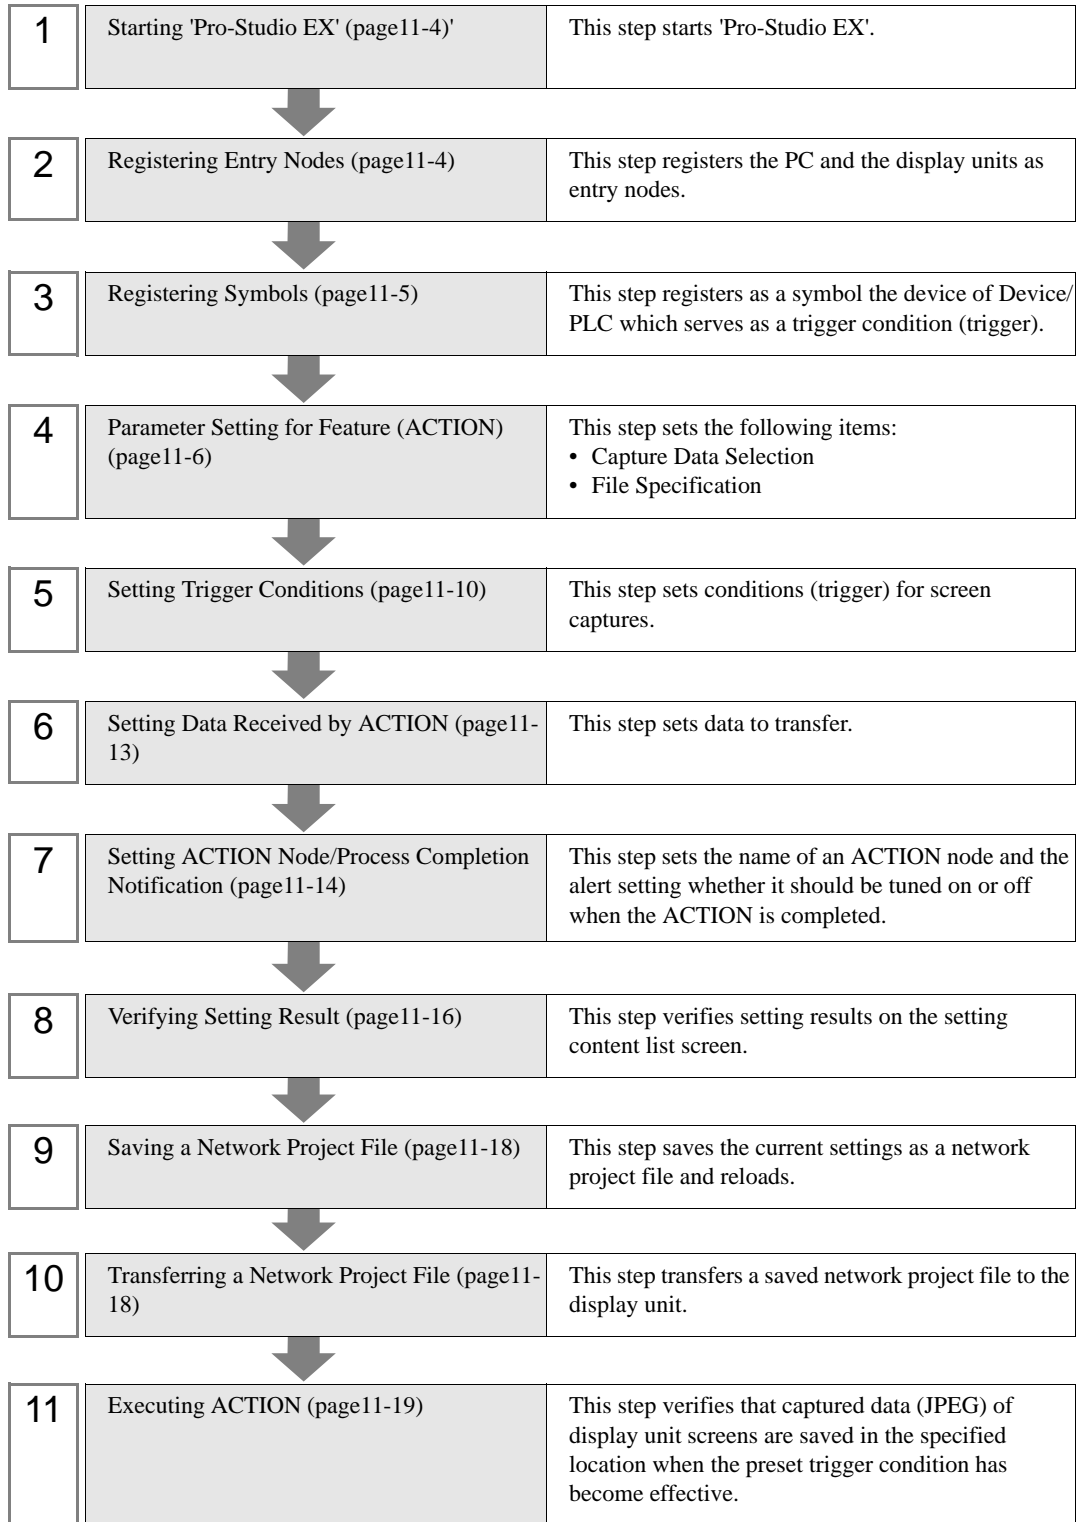 1
Starting 'Pro-Studio EX' (page11-4)'
This step starts 'Pro-Studio EX'.
2
Registering Entry Nodes (page11-4)
This step registers the PC and the display units as
entry nodes.
3
Registering Symbols (page11-5)
This step registers as a symbol the device of Device/
PLC which serves as a trigger condition (trigger).
4
Parameter Setting for Feature (ACTION)
(page11-6)
This step sets the following items:
• Capture Data Selection
• File Specification
5
Setting Trigger Conditions (page11-10)
This step sets conditions (trigger) for screen
captures.
6
Setting Data Received by ACTION (page11-
13)
This step sets data to transfer.
7
Setting ACTION Node/Process Completion
Notification (page11-14)
This step sets the name of an ACTION node and the
alert setting whether it should be tuned on or off
when the ACTION is completed.
8
Verifying Setting Result (page11-16)
This step verifies setting results on the setting
content list screen.
9
Saving a Network Project File (page11-18)
This step saves the current settings as a network
project file and reloads.
10
Transferring a Network Project File (page11-
18)
This step transfers a saved network project file to the
display unit.
11
Executing ACTION (page11-19)
This step verifies that captured data (JPEG) of
display unit screens are saved in the specified
location when the preset trigger condition has
become effective.